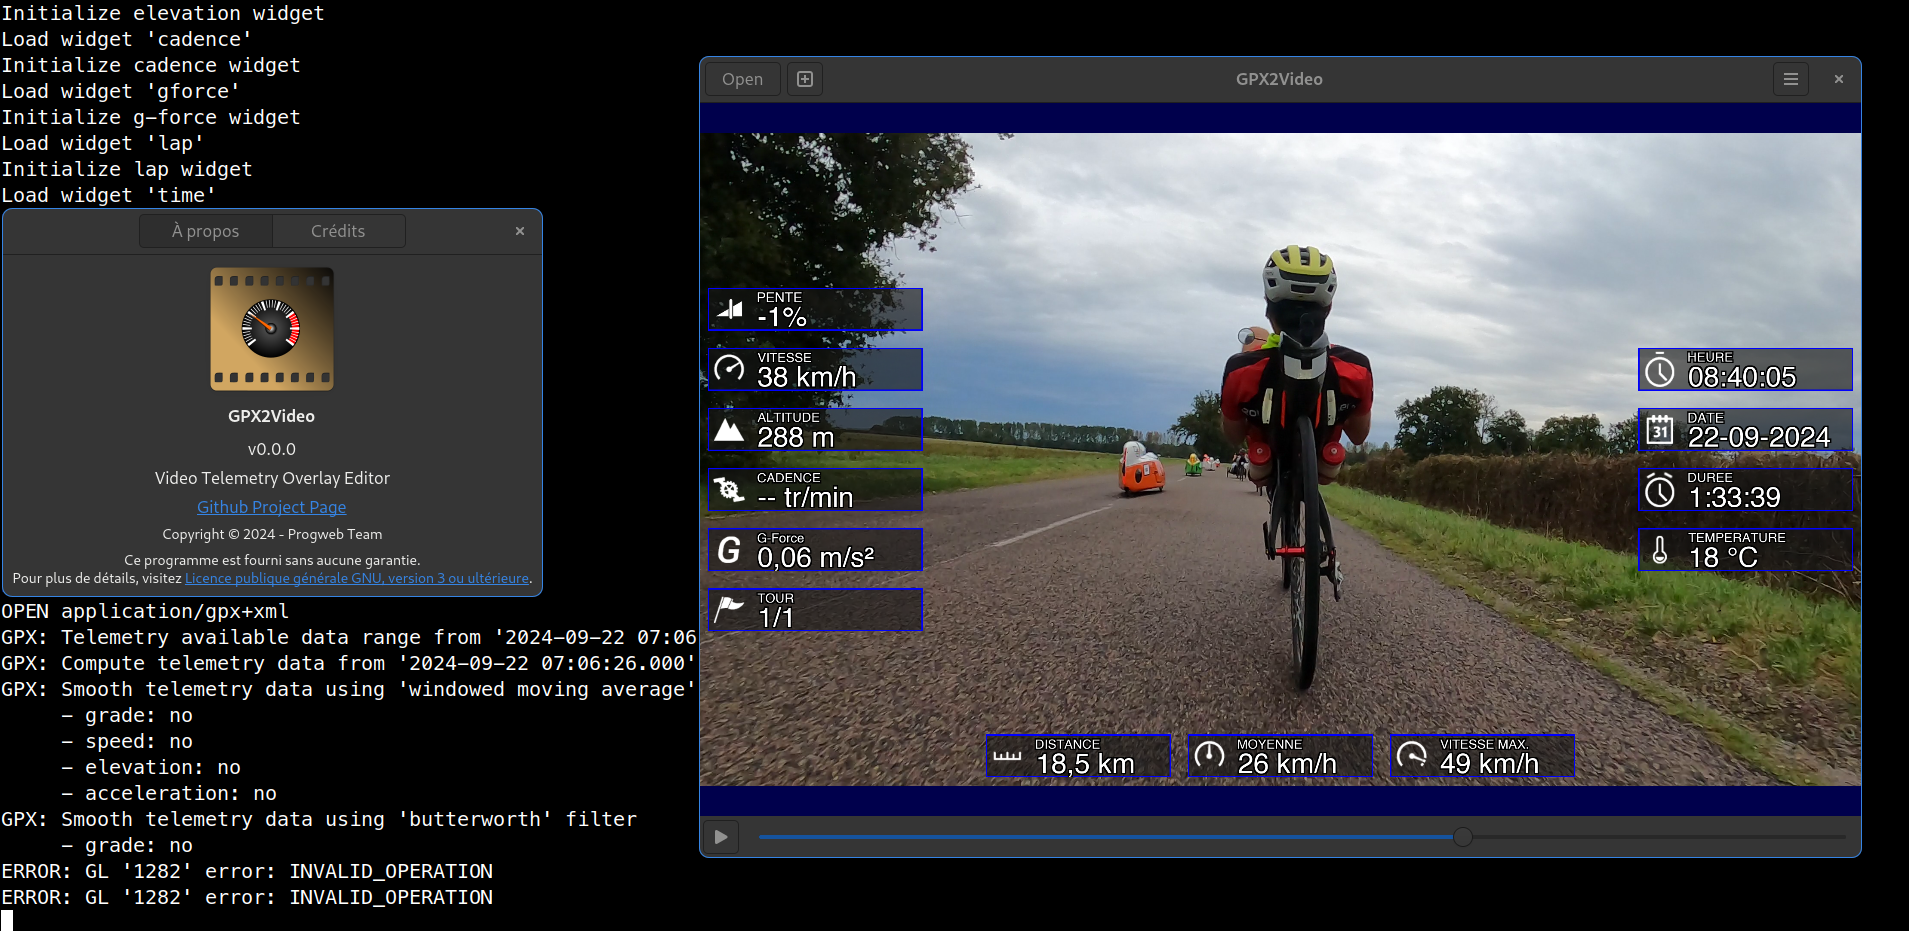 Initialize elevation widget
Load widget 'cadence'
Initialize cadence widget
Load widget 'gforce'
Initialize g-force widget
Load widget 'lap'
Initialize lap widget
Load widget 'time'
À propos
Crédits
GPX2Video
v0.0.0
Video Telemetry Overlay Editor
Github Project Page
Copyright © 2024 - Progweb Team
Ce programme est fourni sans aucune garantie.
Pour plus de détails, visitez Licence publique générale GNU, version 3 ou ultérieure.
OPEN application/gpx+xml
GPX: Telemetry available data range from '2024-09-22 07:06
GPX: Compute telemetry data from '2024-09-22 07:06:26.000'
GPX: Smooth telemetry data using 'windowed moving average'
- grade: no
- speed: no
- elevation: no
- acceleration: no
GPX: Smooth telemetry data using 'butterworth' filter
- grade: no
ERROR: GL '1282' error: INVALID_OPERATION
ERROR: GL '1282' error: INVALID_OPERATION
Open
GPX2Video
PENTE
-1%
VITESSE
38 km/h
ALTITUDE
288 m
CADENCE
-- tr/min
G
G-Force
0,06 m/s²
TOUR
1/1
HEURE
08:40:05
31
DATE
22-09-2024
DUREE
1:33:39
TEMPERATURE
18 °C
DISTANCE
18,5 km
MOYENNE
26 km/h
VITESSE MAX.
49 km/h